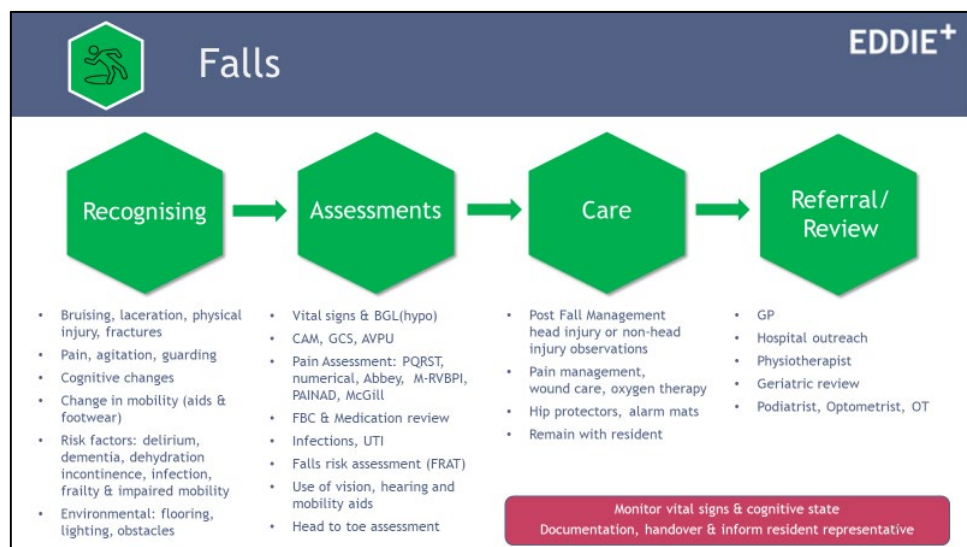 Falls
EDDIE+
Recognising
Assessments
Care
Referral/
Review
• Bruising, laceration, physical
injury, fractures
• Pain, agitation, guarding
• Cognitive changes
• Change in mobility (aids &
footwear)
• Risk factors: delirium,
dementia, dehydration
incontinence, infection,
frailty & impaired mobility
• Environmental: flooring,
lighting, obstacles
• Vital signs & BGL(hypo)
• CAM, GCS, AVPU
• Pain Assessment: PQRST,
numerical, Abbey, M-RVBPI,
PAINAD, McGill
• FBC & Medication review
• Infections, UTI
• Falls risk assessment (FRAT)
• Use of vision, hearing and
mobility aids
• Head to toe assessment
• Post Fall Management
head injury or non-head
injury observations
• Pain management,
wound care, oxygen therapy
• Hip protectors, alarm mats
• Remain with resident
• GP
• Hospital outreach
• Physiotherapist
• Geriatric review
• Podiatrist, Optometrist, OT
Monitor vital signs & cognitive state
Documentation, handover & inform resident representative